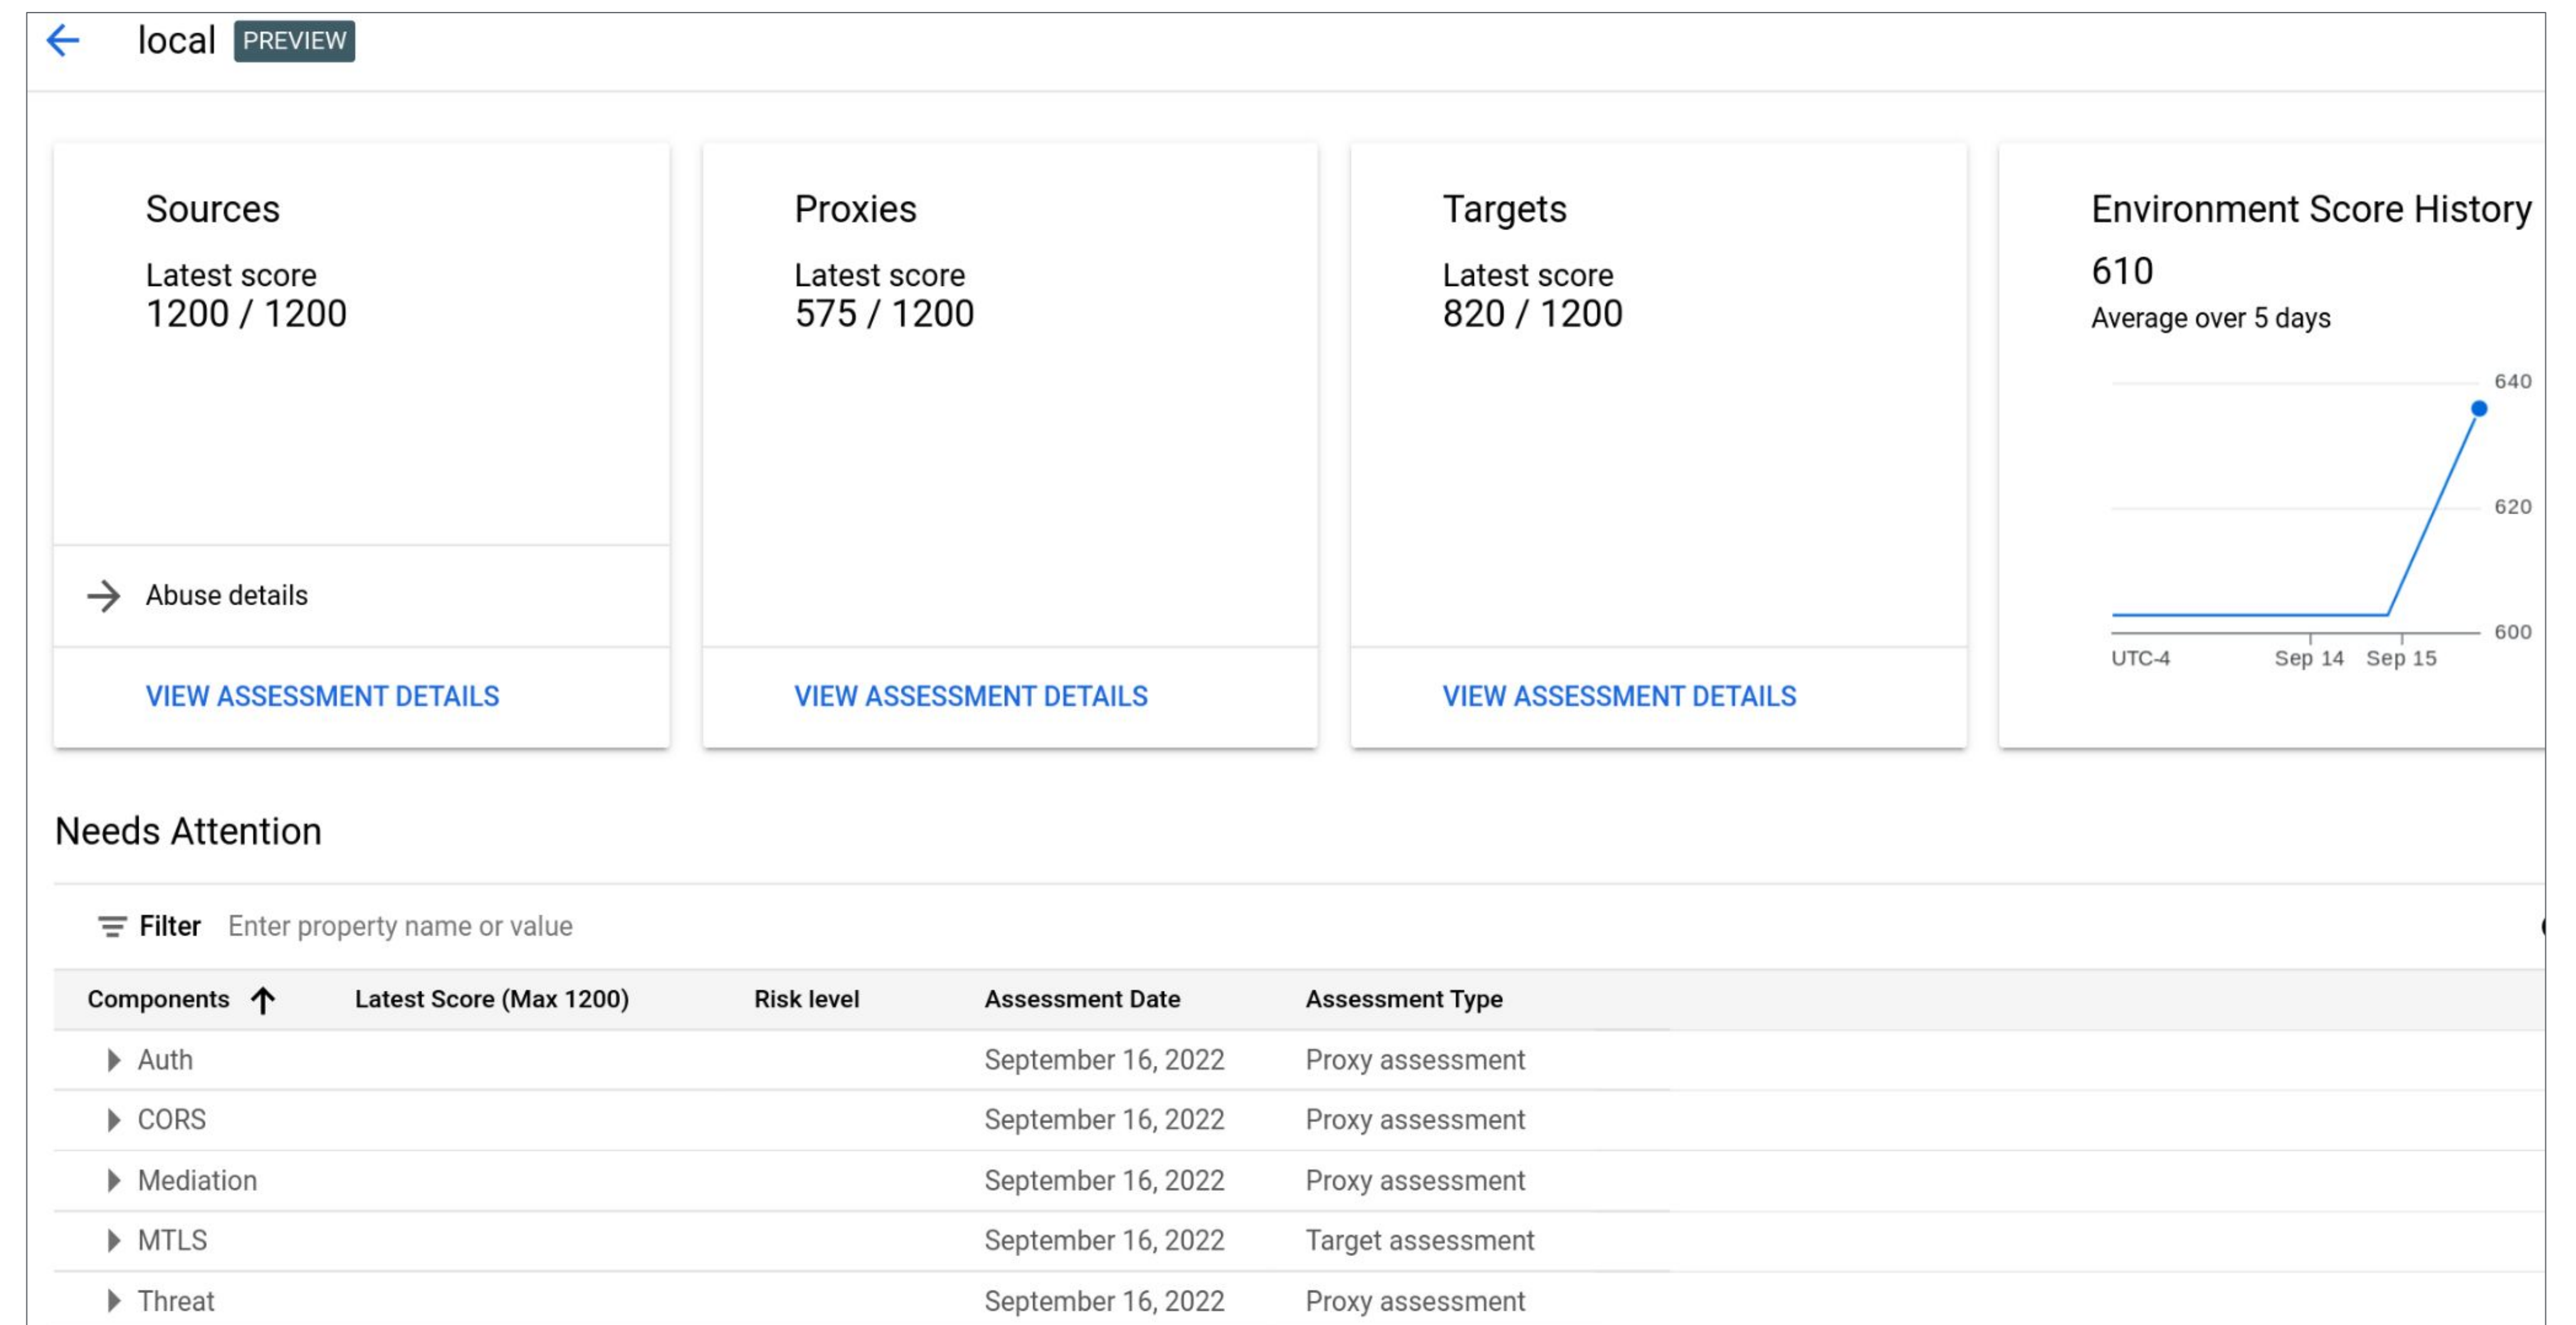 local PREVIEW
Sources
Latest score
1200 / 1200
Abuse details
VIEW ASSESSMENT DETAILS
Proxies
Latest score
575 / 1200
VIEW ASSESSMENT DETAILS
Targets
Latest score
820 / 1200
VIEW ASSESSMENT DETAILS
Environment Score History
610
Average over 5 days
640
620
600
UTC-4 Sep 14 Sep 15
Needs Attention
Filter Enter property name or value
Components Latest Score (Max 1200) Risk level Assessment Date Assessment Type
Auth September 16, 2022 Proxy assessment
CORS September 16, 2022 Proxy assessment
Mediation September 16, 2022 Proxy assessment
MTLS September 16, 2022 Target assessment
Threat September 16, 2022 Proxy assessment